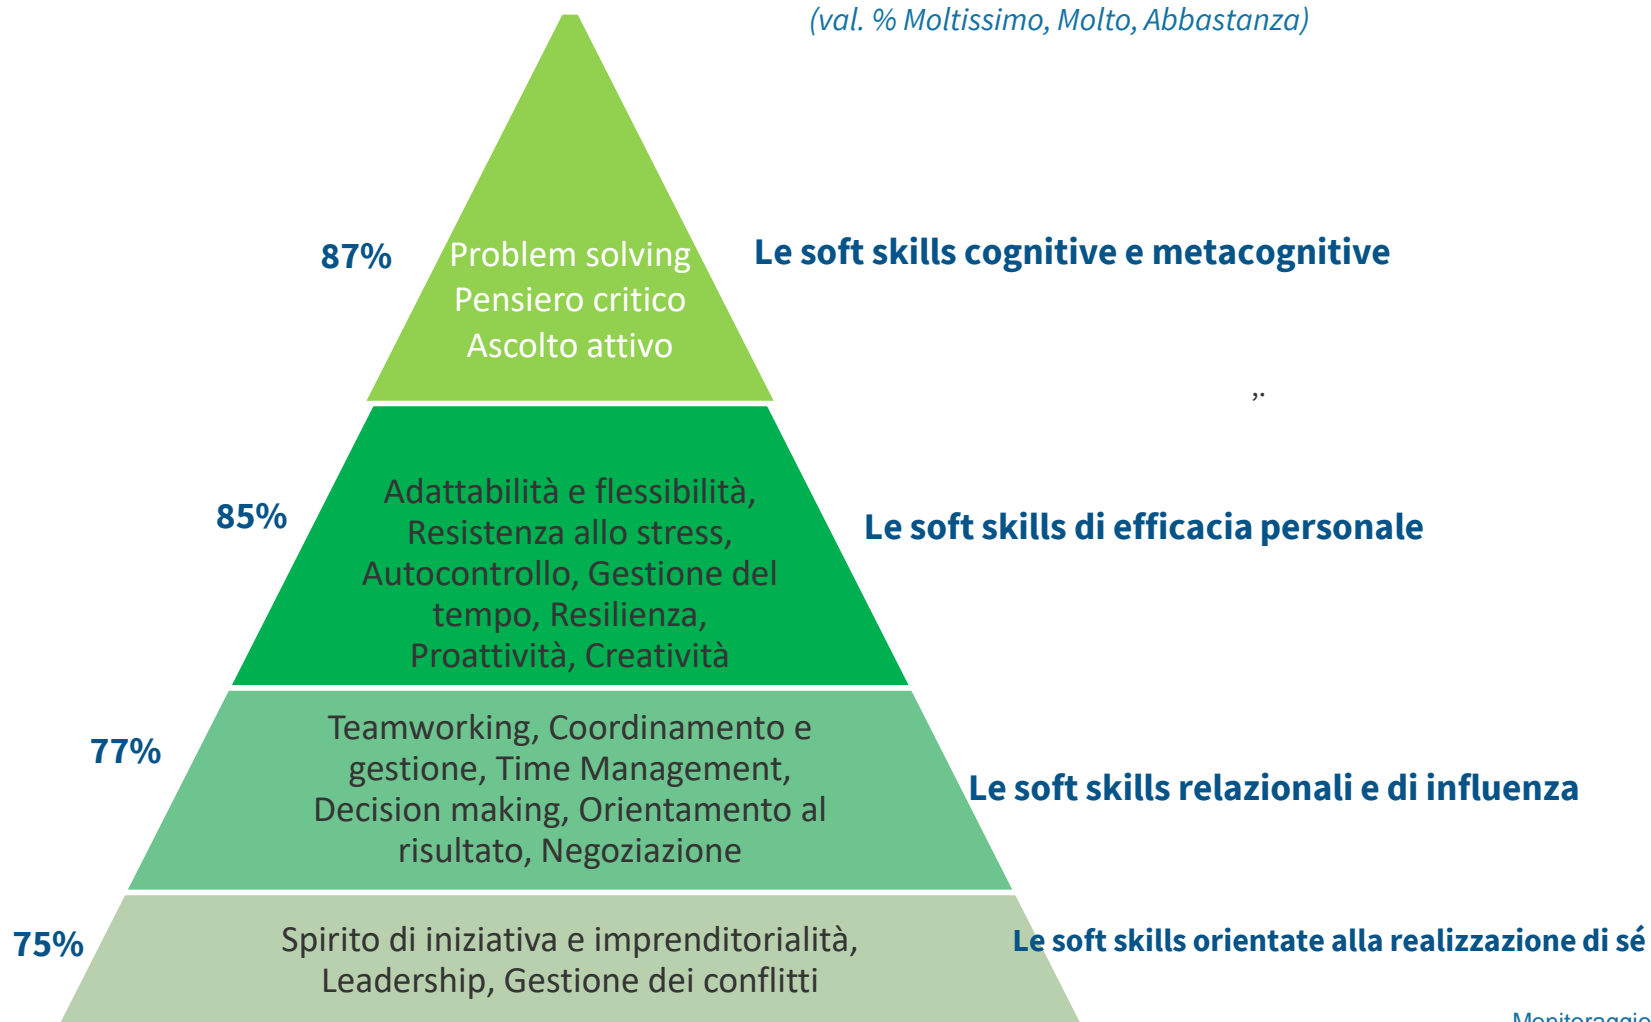 (val. % Moltissimo, Molto, Abbastanza)
87%
Problem solving
Pensiero critico
Ascolto attivo
Le soft skills cognitive e metacognitive
,.
85%
Adattabilità e flessibilità,
Resistenza allo stress,
Autocontrollo, Gestione del
tempo, Resilienza,
Proattività, Creatività
Le soft skills di efficacia personale
77%
Teamworking, Coordinamento e
gestione, Time Management,
Decision making, Orientamento al
risultato, Negoziazione
Le soft skills relazionali e di influenza
75%
Spirito di iniziativa e imprenditorialità,
Leadership, Gestione dei conflitti
Le soft skills orientate alla realizzazione di sé
Monitoraggio